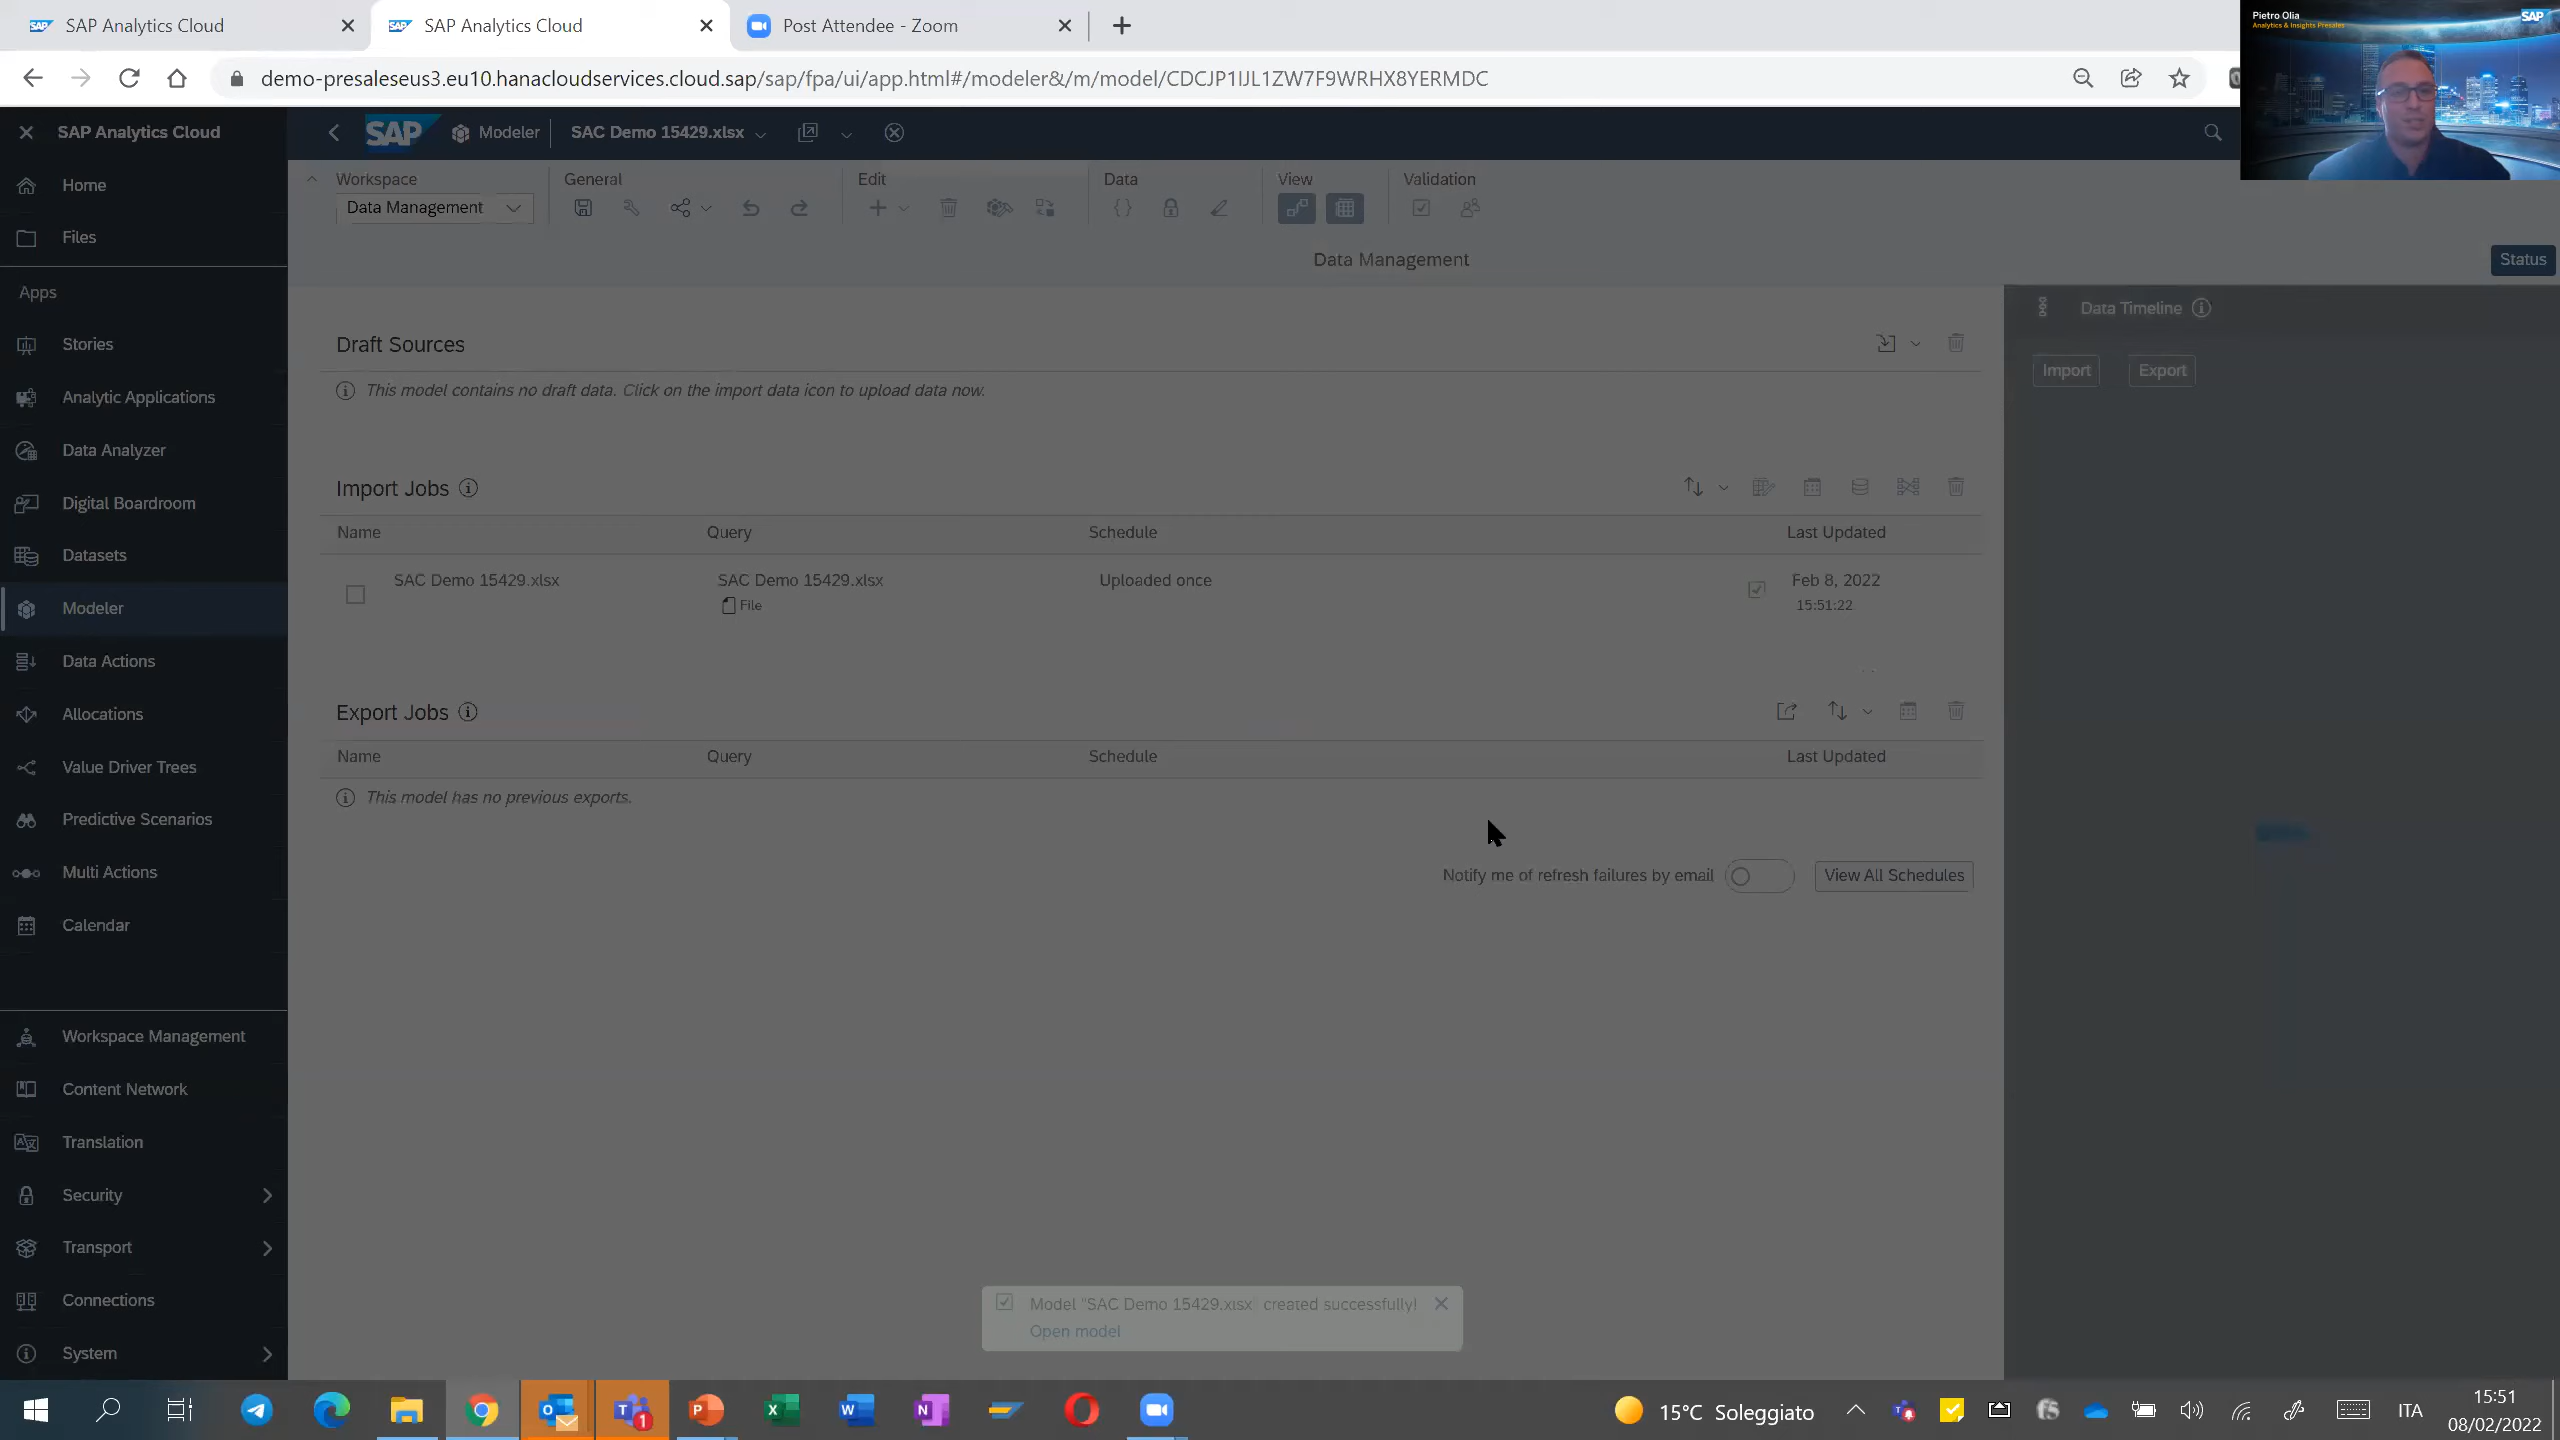 SAP Analytics Cloud
SAP Analytics Cloud
Post Attendee - Zoom
demo-presaleseus3.eu10.hanacloudservices.cloud.sap/sap/fpa/ui/app.html#/modeler&/m/model/CDCJP1IJL1ZW7F9WRHX8YERMDC
Pietro Olia
Analytics & Insights Presales
SAP
SAP Analytics Cloud
SAP
Modeler
SAC Demo 15429.xlsx
Home
Files
Apps
Stories
Analytic Applications
Data Analyzer
Digital Boardroom
Datasets
Modeler
Data Actions
Allocations
Value Driver Trees
Predictive Scenarios
Multi Actions
Calendar
Workspace Management
Content Network
Translation
Security
Transport
Connections
System
Workspace
General
Edit
Data
View
Validation
Data Management
Data Management
Status
Draft Sources
This model contains no draft data. Click on the import data icon to upload data now.
Import Jobs
Name Query Schedule Last Updated
SAC Demo 15429.xlsx SAC Demo 15429.xlsx Uploaded once Feb 8, 2022
File 15:51:22
Export Jobs
Name Query Schedule Last Updated
This model has no previous exports.
Notify me of refresh failures by email
View All Schedules
Data Timeline
Import Export
Model "SAC Demo 15429.xlsx" created successfully!
Open model
1
15°C Soleggiato
ITA
15:51
08/02/2022